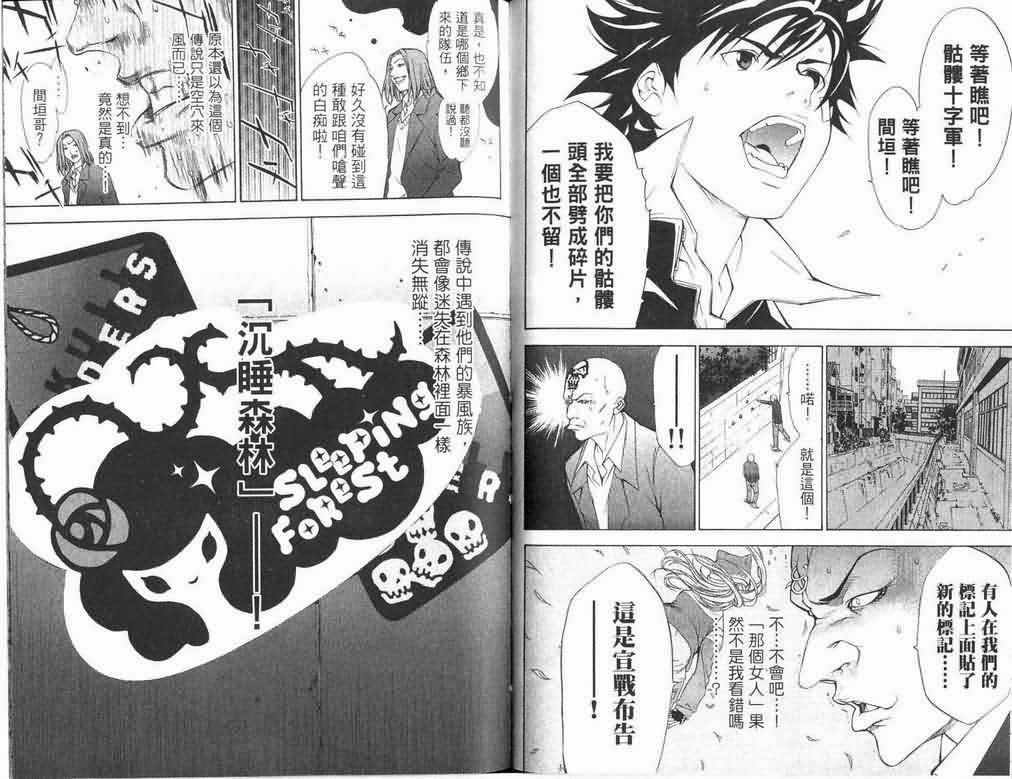 等著瞧吧！
骷髏十字軍！
等著瞧吧！
間垣！
我要把你們的骷髏
頭全部劈成碎片，
一個也不留！
………喏！
就是這個！
！！
有人在我們的
標記上面貼了
新的標記……
不…不會吧…！
「那個女人」果
然不是我看錯嗎
………？
這是宣戰布告
——！
真是，也不知
道是哪個鄉下
來的隊伍，
聽都沒聽
說過！
好久沒有碰到這
種敢跟咱們嗆聲
的白痴啦！
原本還以為這個
傳說只是空穴來
風而已……
想不到…
竟然是真的…！
……
間垣哥？
傳說中遇到他們的暴風族，
都會像迷失在森林裡面一樣
消失無蹤……
「沉睡森林」——！
SLEEPING
FOREST